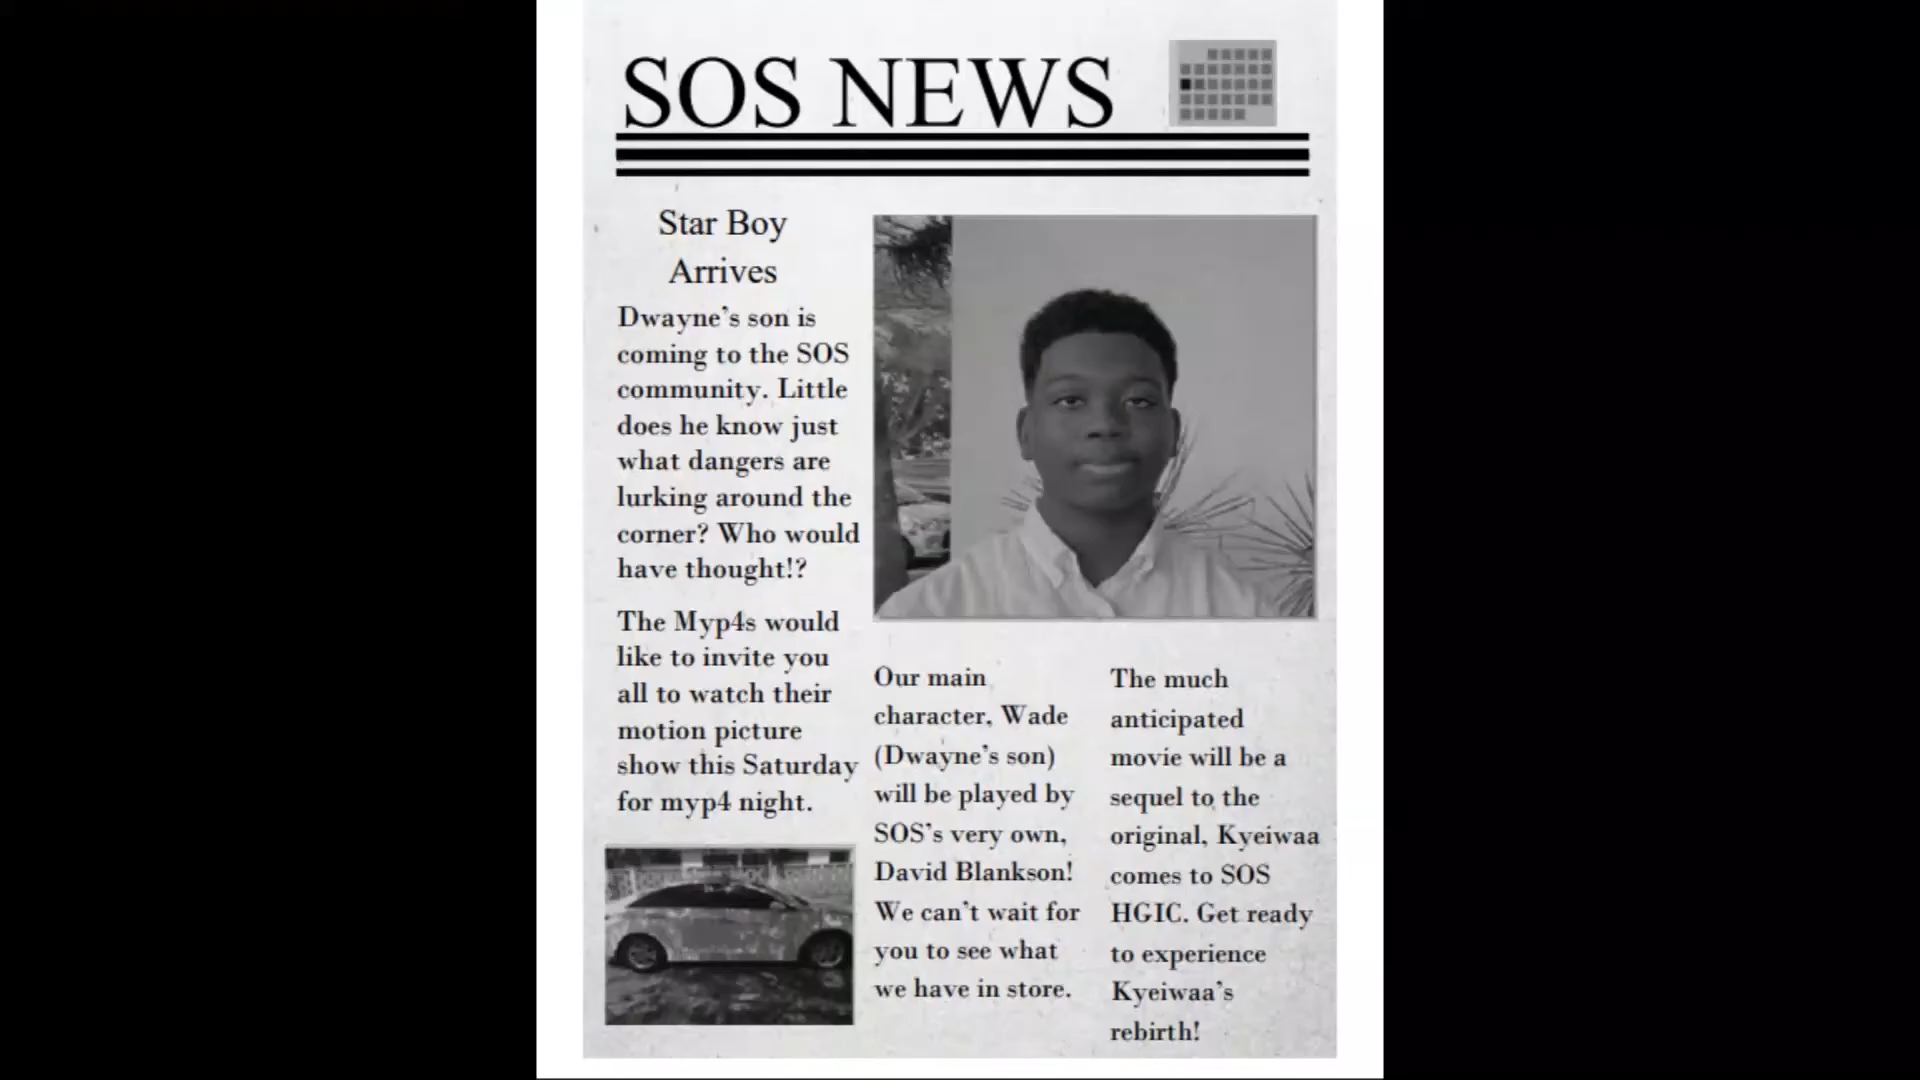 SOS NEWS
Star Boy
Arrives
Dwayne's son is
coming to the SOS
community. Little
does he know just
what dangers are
lurking around the
corner? Who would
have thought!?
The Myp4s would
like to invite you
all to watch their
motion picture
show this Saturday
for myp4 night.
Our main
character, Wade
(Dwayne's son)
will be played by
SOS's very own,
David Blankson!
We can't wait for
you to see what
we have in store.
The much
anticipated
movie will be a
sequel to the
original, Kyeiwaa
comes to SOS
HGIC. Get ready
to experience
Kyeiwaa's
rebirth!